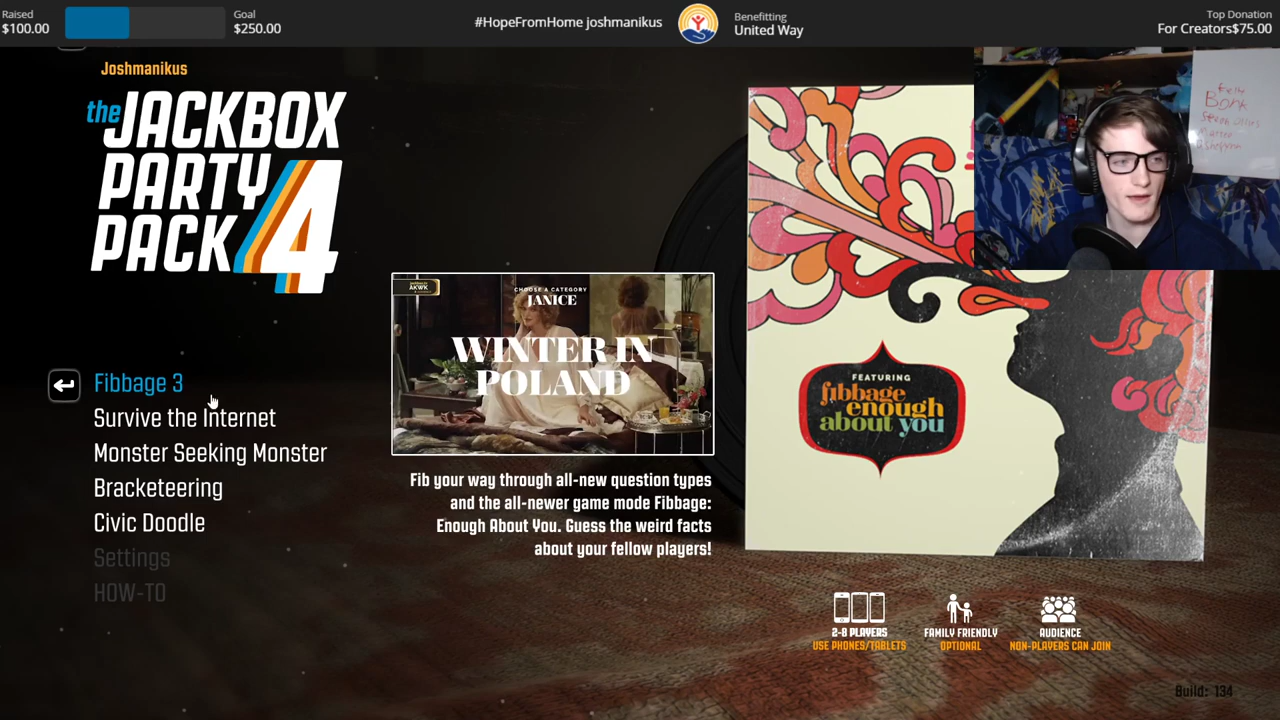 Raised
$100.00
Goal
$250.00
#HopeFromHome joshmanikus
Benefitting
United Way
Top Donation
For Creators$75.00
Joshmanikus
the JACKBOX
PARTY
PACK 4
Fibbage 3
Survive the Internet
Monster Seeking Monster
Bracketeering
Civic Doodle
Settings
HOW-TO
CHOOSE A CATEGORY
JANICE
WINTER IN
POLAND
Fib your way through all-new question types
and the all-newer game mode Fibbage:
Enough About You. Guess the weird facts
about your fellow players!
FEATURING
fibbage
enough
about you
Bonk
2-8 PLAYERS
USE PHONES/TABLETS
FAMILY FRIENDLY
OPTIONAL
AUDIENCE
NON-PLAYERS CAN JOIN
Build: 134